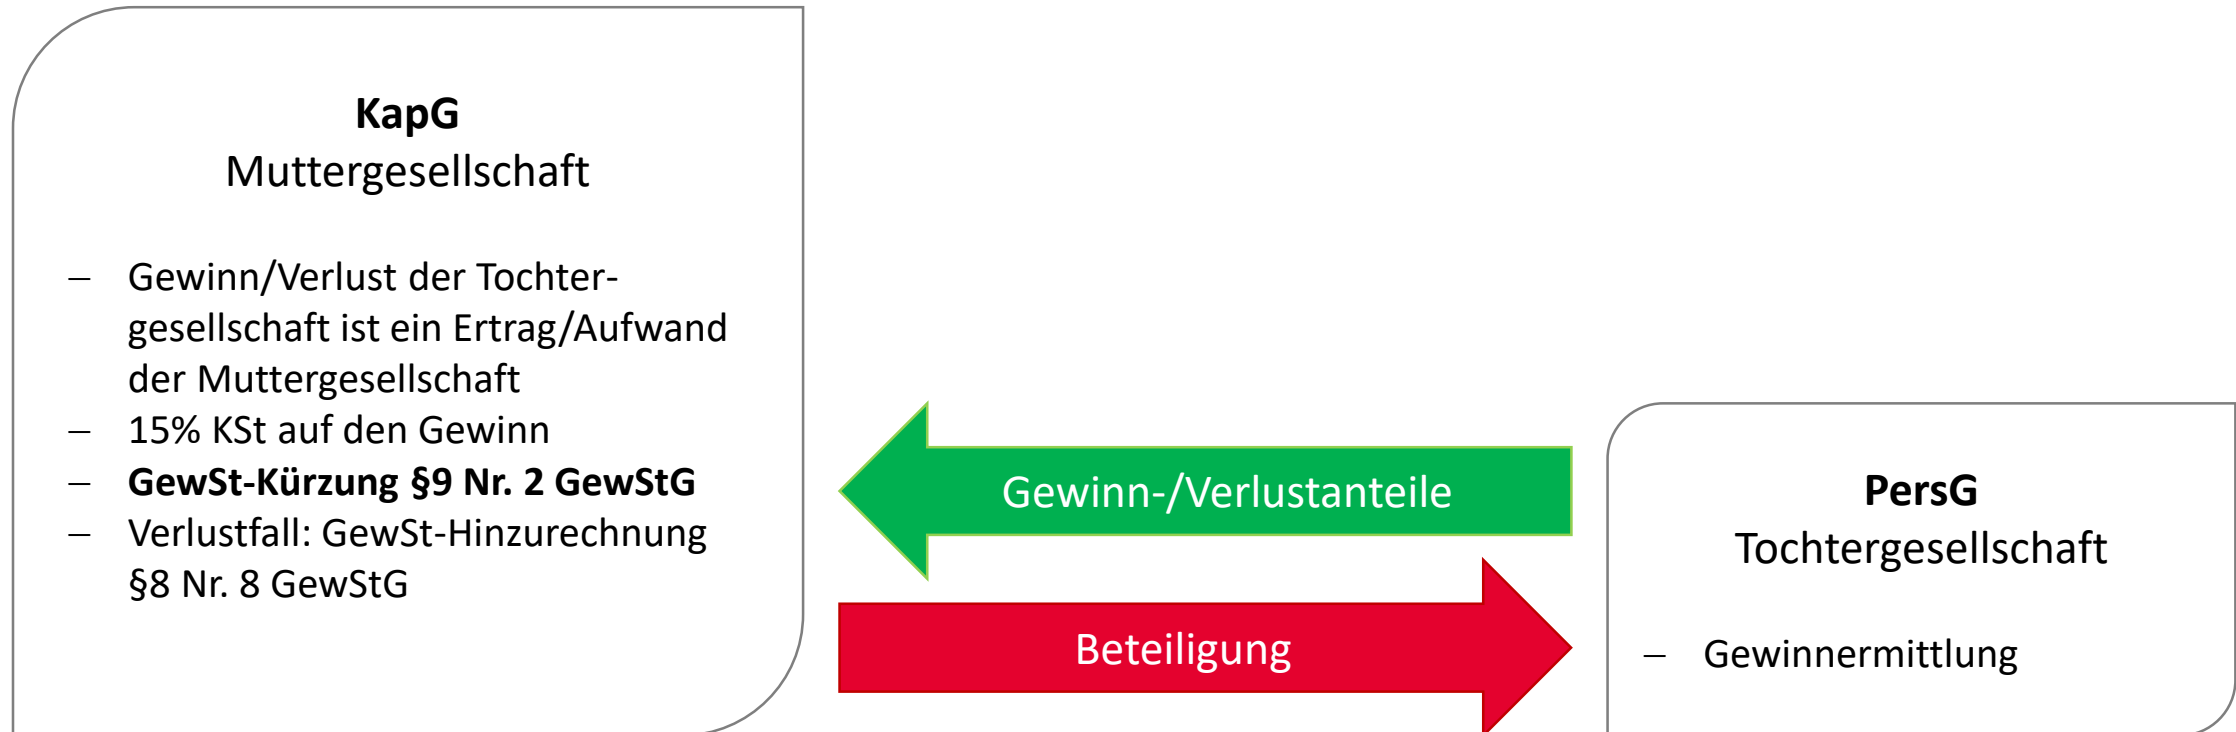 KapG
Muttergesellschaft
– Gewinn/Verlust der Tochter-
gesellschaft ist ein Ertrag/Aufwand
der Muttergesellschaft
– 15% KSt auf den Gewinn
– GewSt-Kürzung §9 Nr. 2 GewStG
– Verlustfall: GewSt-Hinzurechnung
§8 Nr. 8 GewStG
Gewinn-/Verlustanteile
Beteiligung
PersG
Tochtergesellschaft
– Gewinnermittlung